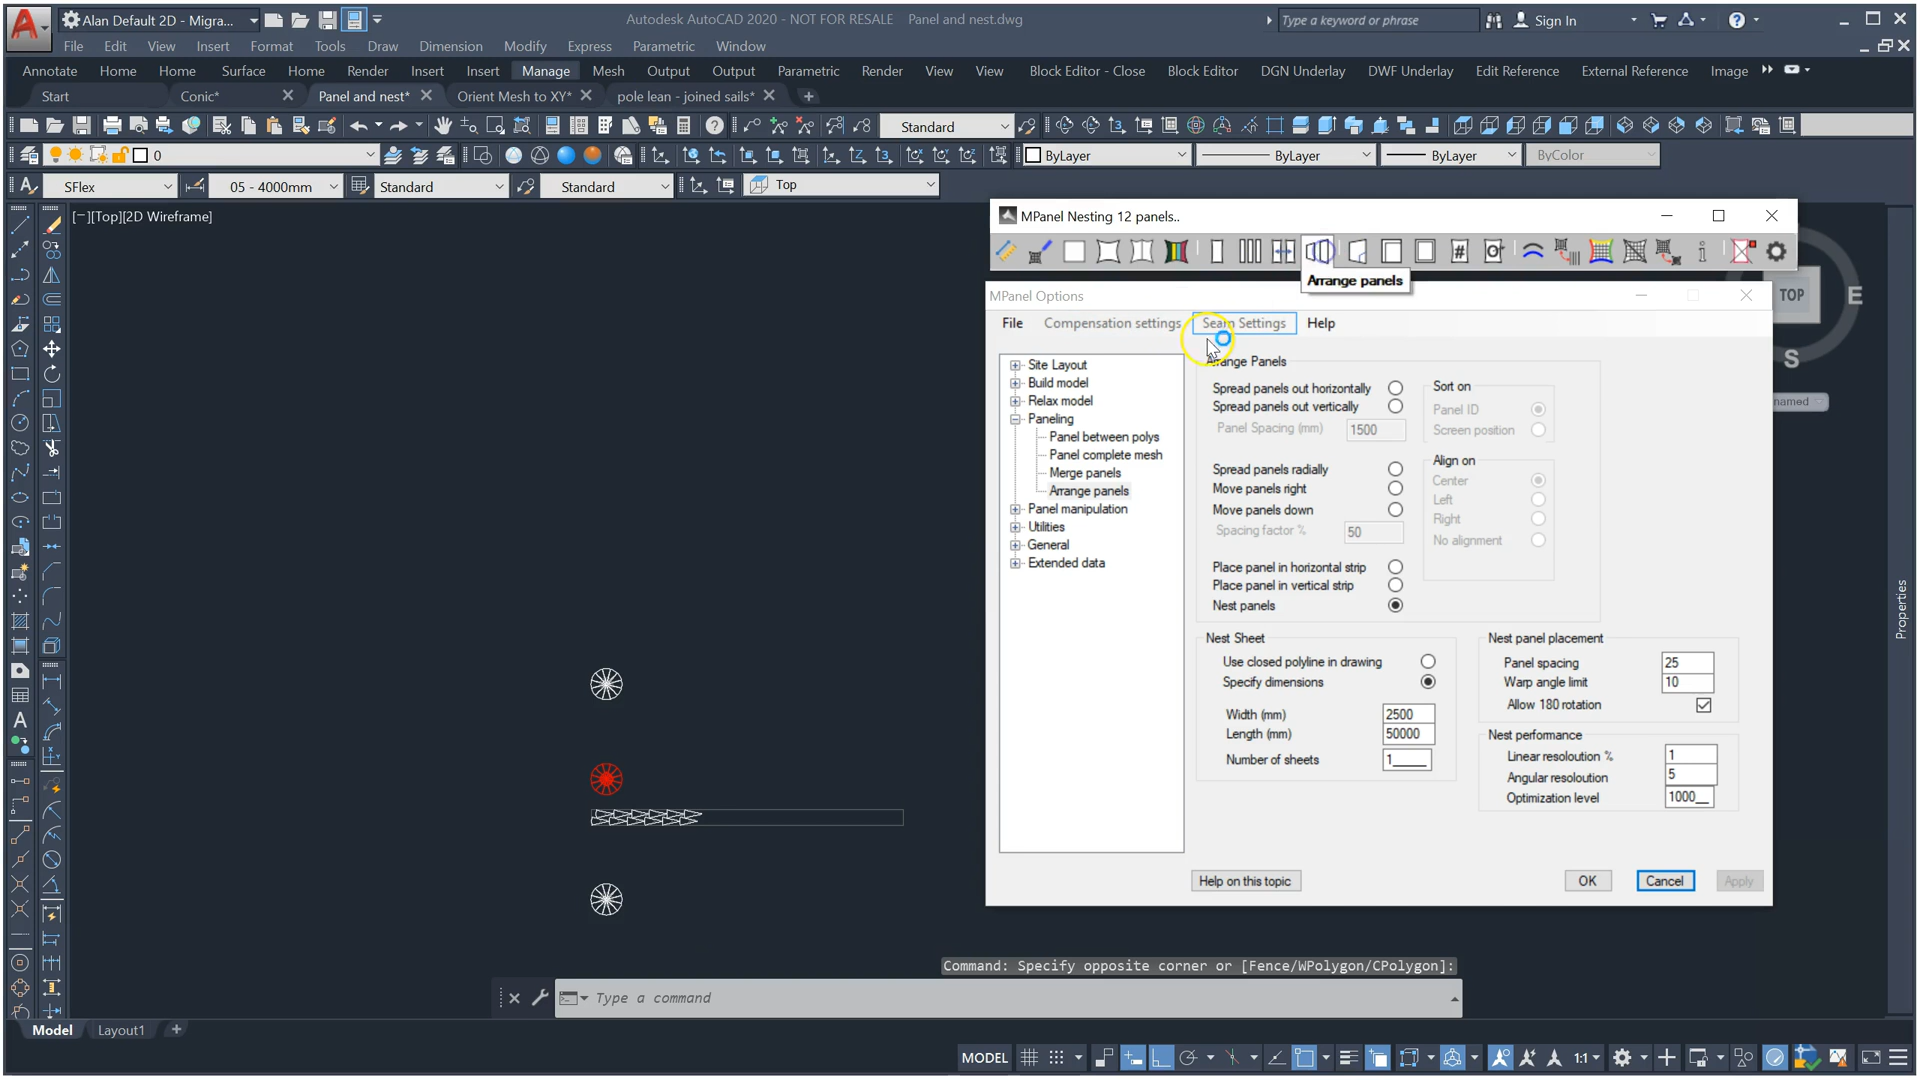 Alan Default 2D - Migra...
Autodesk AutoCAD 2020 - NOT FOR RESALE Panel and nest.dwg
Type a keyword or phrase
Sign In
File Edit View Insert Format Tools Draw Dimension Modify Express Parametric Window
Annotate Home Home Surface Home Render Insert Insert Manage Mesh Output Output Parametric Render View View Block Editor - Close Block Editor DGN Underlay DWF Underlay Edit Reference External Reference Image
Start Conic* Panel and nest* Orient Mesh to XY* pole lean - joined sails*
Standard
0 ByLayer ByLayer ByLayer ByColor
SFlex 05 - 4000mm Standard Standard Top
[−][Top][2D Wireframe]
MPanel Nesting 12 panels..
Arrange panels
TOP E
S
named
MPanel Options
File Compensation settings Seam Settings Help
Site Layout
Build model
Relax model
Paneling
Panel between polys
Panel complete mesh
Merge panels
Arrange panels
Panel manipulation
Utilities
General
Extended data
Arrange Panels
Spread panels out horizontally
Spread panels out vertically
Panel Spacing (mm) 1500
Spread panels radially
Move panels right
Move panels down
Spacing factor % 50
Place panel in horizontal strip
Place panel in vertical strip
Nest panels
Sort on
Panel ID
Screen position
Align on
Center
Left
Right
No alignment
Nest Sheet
Use closed polyline in drawing
Specify dimensions
Width (mm) 2500
Length (mm) 50000
Number of sheets 1_____
Nest panel placement
Panel spacing 25
Warp angle limit 10
Allow 180 rotation
Nest performance
Linear resoloution % 1
Angular resoloution 5
Optimization level 1000__
Help on this topic OK Cancel Apply
Properties
Command: Specify opposite corner or [Fence/WPolygon/CPolygon]:
Type a command
Model Layout1
MODEL 1:1